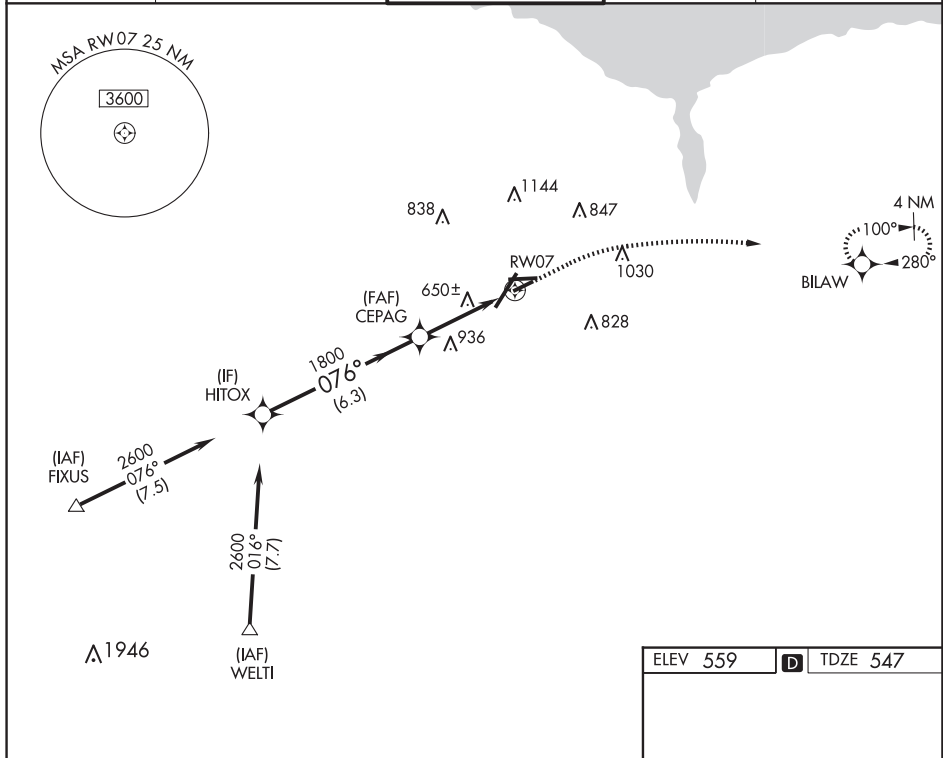 MSA RW07 25 NM
3600
1144
838
847
4 NM
100°
280°
BILAW
RW07
1030
650±
(FAF)
CEPAG
936
828
1800
076°
(6.3)
(IF)
HITOX
(IAF)
FIXUS
2600
076°
(7.5)
2600
016°
(7.7)
1946
(IAF)
WELTI
ELEV 559 D TDZE 547